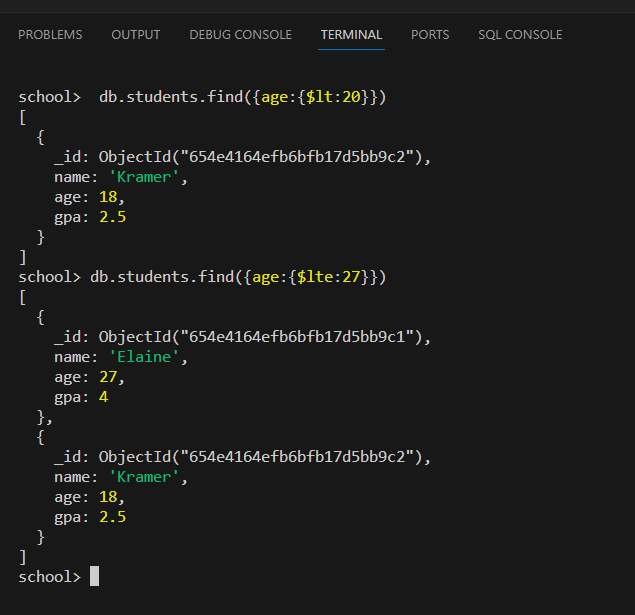 PROBLEMS OUTPUT DEBUG CONSOLE TERMINAL PORTS SQL CONSOLE
school>  db.students.find({age:{$lt:20}})
[
  {
    _id: ObjectId("654e4164efb6bfb17d5bb9c2"),
    name: 'Kramer',
    age: 18,
    gpa: 2.5
  }
]
school> db.students.find({age:{$lte:27}})
[
  {
    _id: ObjectId("654e4164efb6bfb17d5bb9c1"),
    name: 'Elaine',
    age: 27,
    gpa: 4
  },
  {
    _id: ObjectId("654e4164efb6bfb17d5bb9c2"),
    name: 'Kramer',
    age: 18,
    gpa: 2.5
  }
]
school>